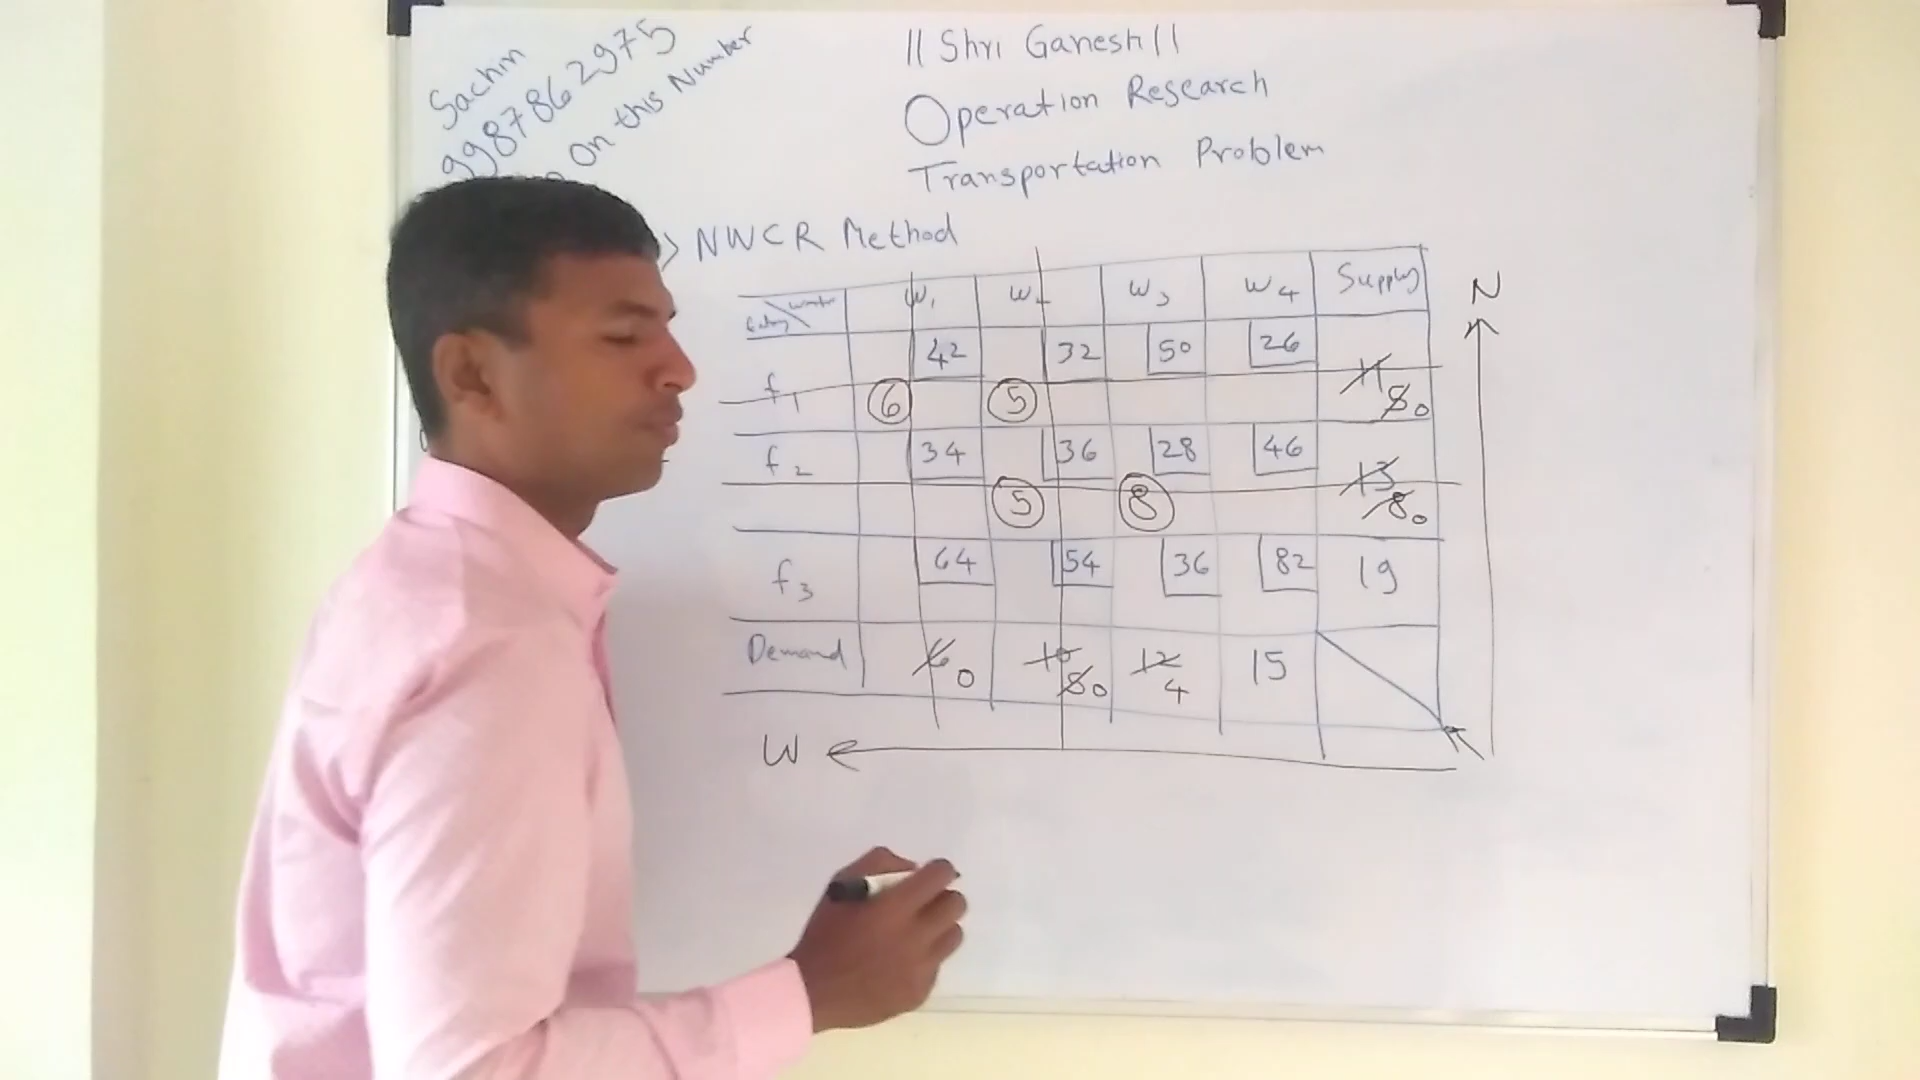 Sachin
9987862975
On this Number
|| Shri Ganesh ||
Operation Research
Transportation Problem
> NWCR Method
W1 W2 W3 W4 Supply
f1 42 32 50 26 11
6 5 5 0
f2 34 36 28 46 13
5 8 8 0
f3 64 54 36 82 19
Demand 6 0 10 5 0 12 4 15
N
W